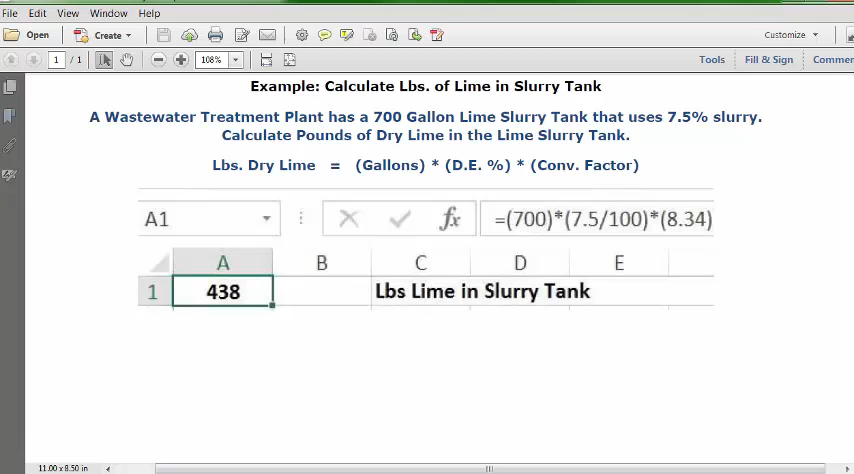 File Edit View Window Help
Open Create Customize
1 / 1 108% Tools Fill & Sign
Example: Calculate Lbs. of Lime in Slurry Tank
A Wastewater Treatment Plant has a 700 Gallon Lime Slurry Tank that uses 7.5% slurry.
Calculate Pounds of Dry Lime in the Lime Slurry Tank.
Lbs. Dry Lime = (Gallons) * (D.E. %) * (Conv. Factor)
A1 fx =(700)*(7.5/100)*(8.34)
A B C D E
1 438 Lbs Lime in Slurry Tank
11.00 x 8.50 in